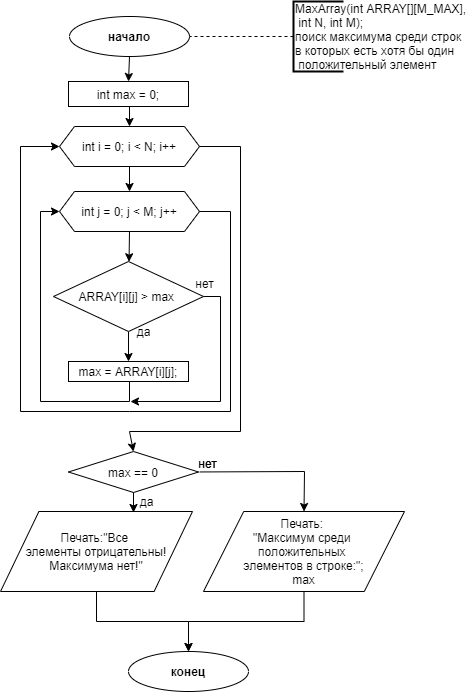 начало
MaxArray(int ARRAY[][M_MAX],
int N, int M);
поиск максимума среди строк
в которых есть хотя бы один
положительный элемент
int max = 0;
int i = 0; i < N; i++
int j = 0; j < M; j++
ARRAY[i][j] > max
нет
да
max = ARRAY[i][j];
max == 0
нет
да
Печать:"Все
элементы отрицательны!
Максимума нет!"
Печать:
"Максимум среди
положительных
элементов в строке:";
max
конец